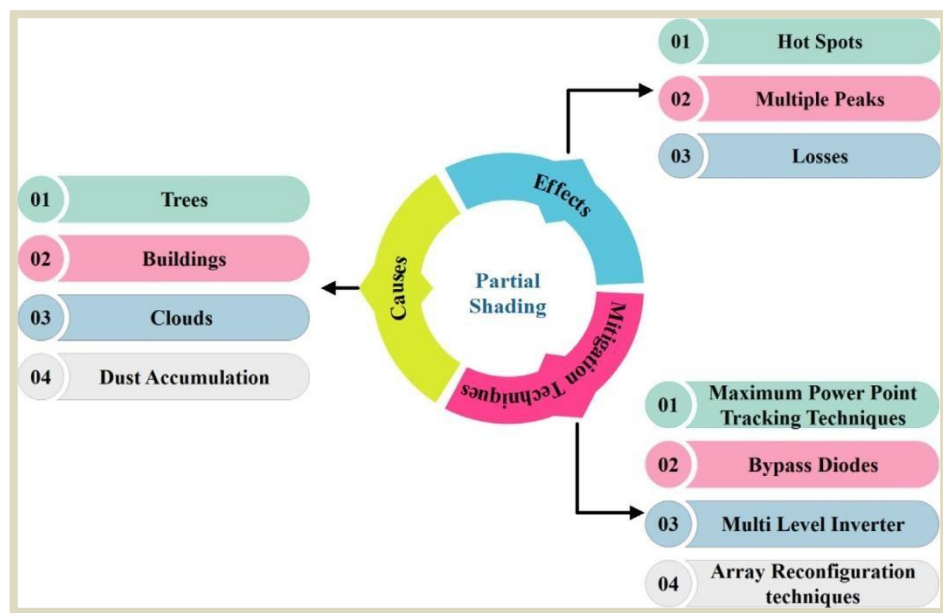 01 Hot Spots
02 Multiple Peaks
03 Losses
Effects
01 Trees
02 Buildings
03 Clouds
04 Dust Accumulation
Causes
Partial
Shading
Mitigation Techniques
01 Maximum Power Point
Tracking Techniques
02 Bypass Diodes
03 Multi Level Inverter
04 Array Reconfiguration
techniques